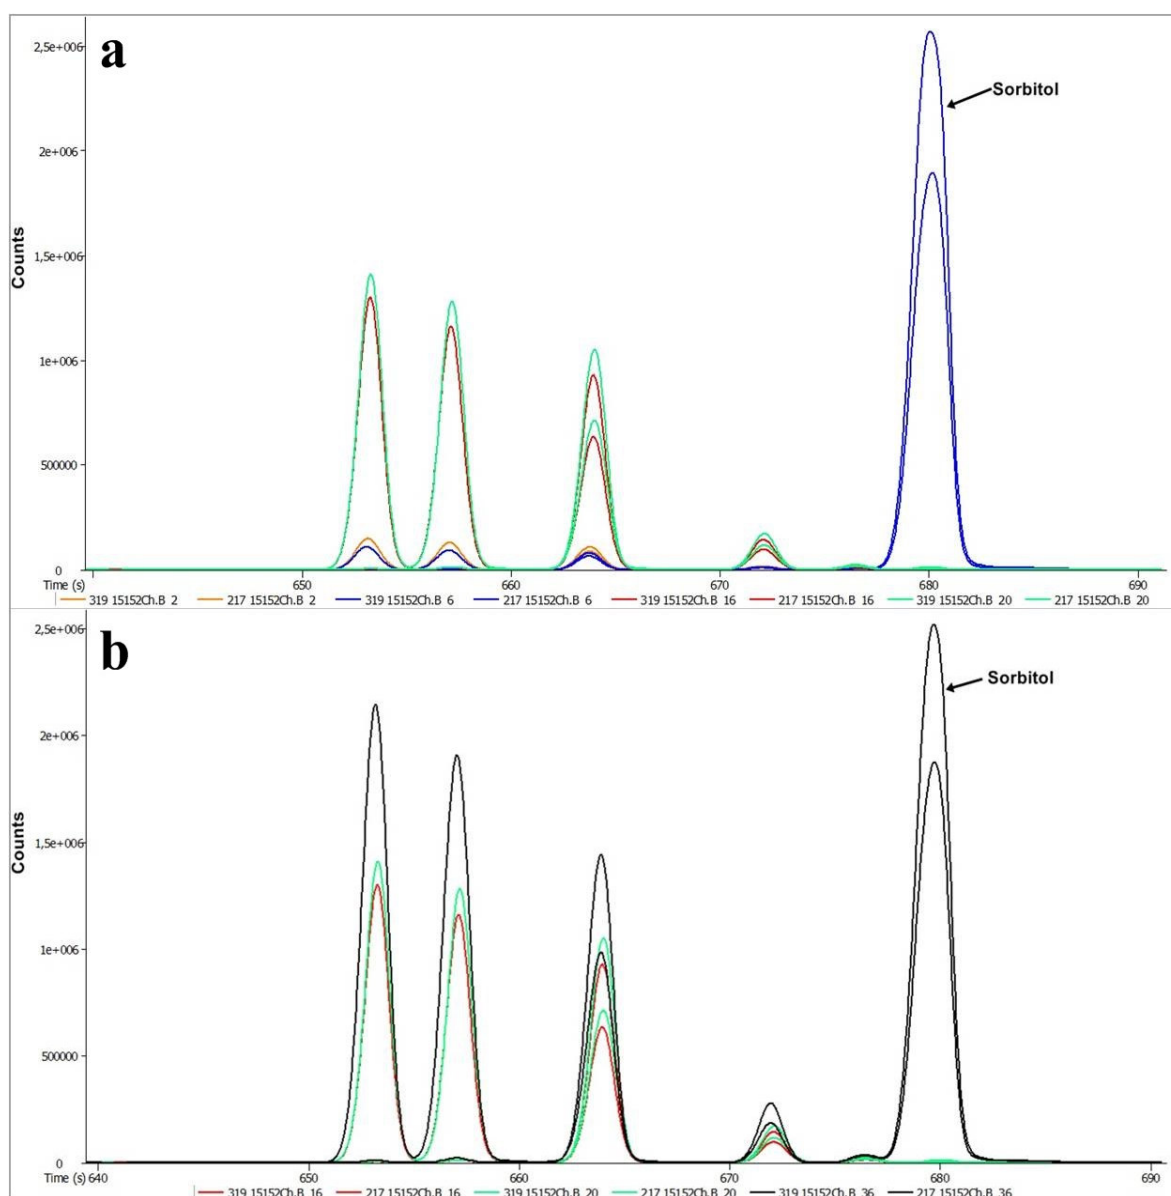 a
2,5e+006
Sorbitol
2e+006
1,5e+006
Counts
1e+006
500000
0
Time (s) 650 660 670 680 690
319 15152Ch.B 2 217 15152Ch.B 2 319 15152Ch.B 6 217 15152Ch.B 6 319 15152Ch.B 16 217 15152Ch.B 16 319 15152Ch.B 20 217 15152Ch.B 20
b
2,5e+006
Sorbitol
2e+006
1,5e+006
Counts
1e+006
500000
0
Time (s) 640 650 660 670 680 690
319 15152Ch.B 16 217 15152Ch.B 16 319 15152Ch.B 20 217 15152Ch.B 20 319 15152Ch.B 36 217 15152Ch.B 36